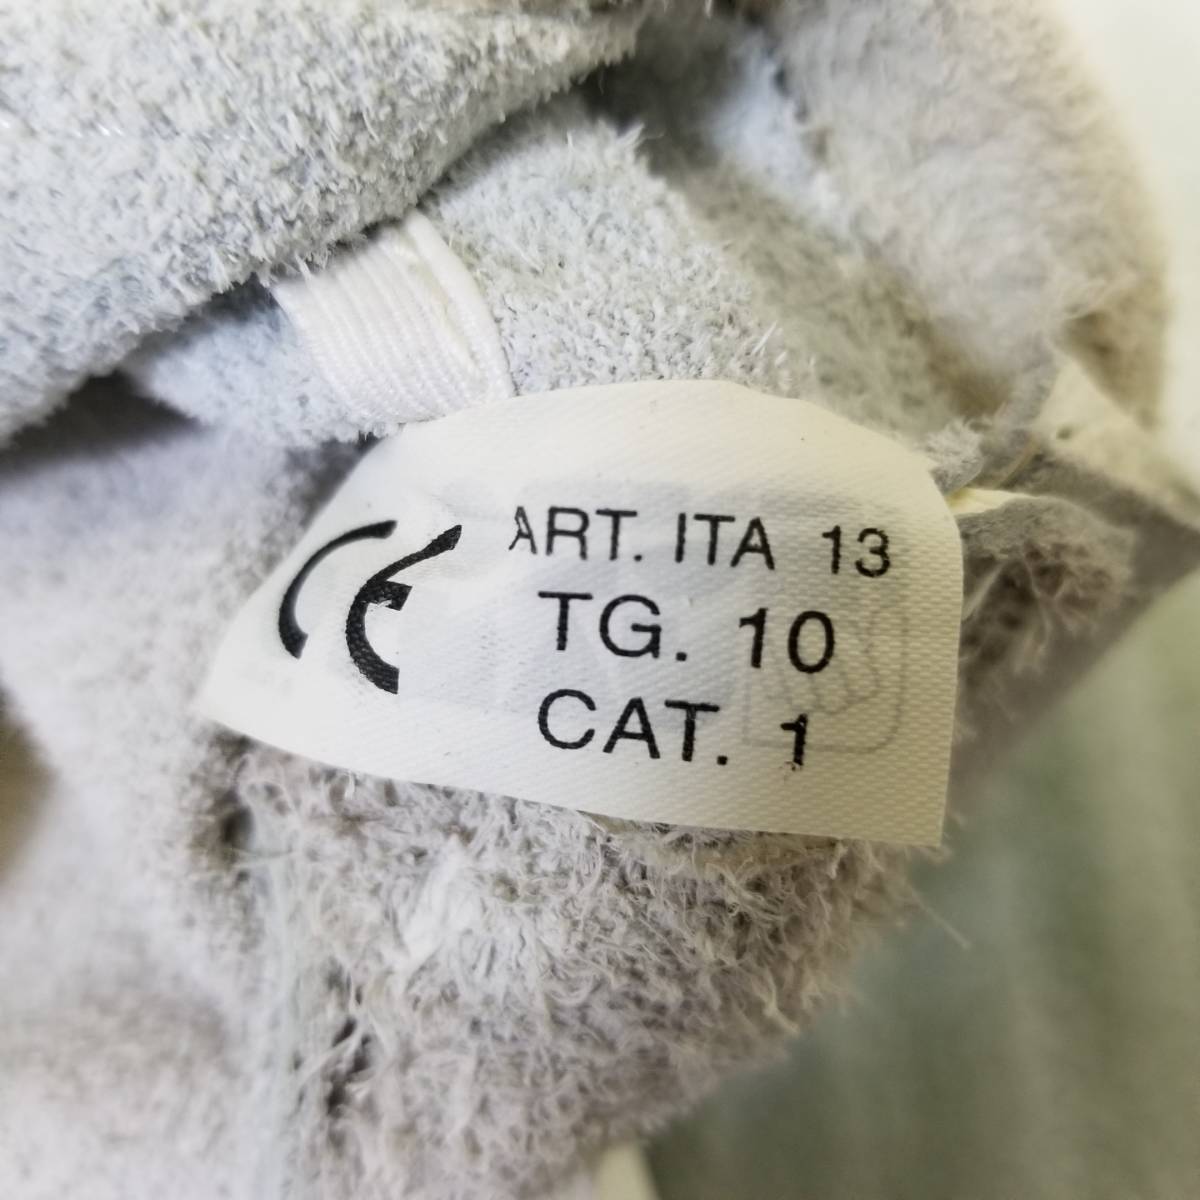 CE
ART. ITA 13
TG. 10
CAT. 1